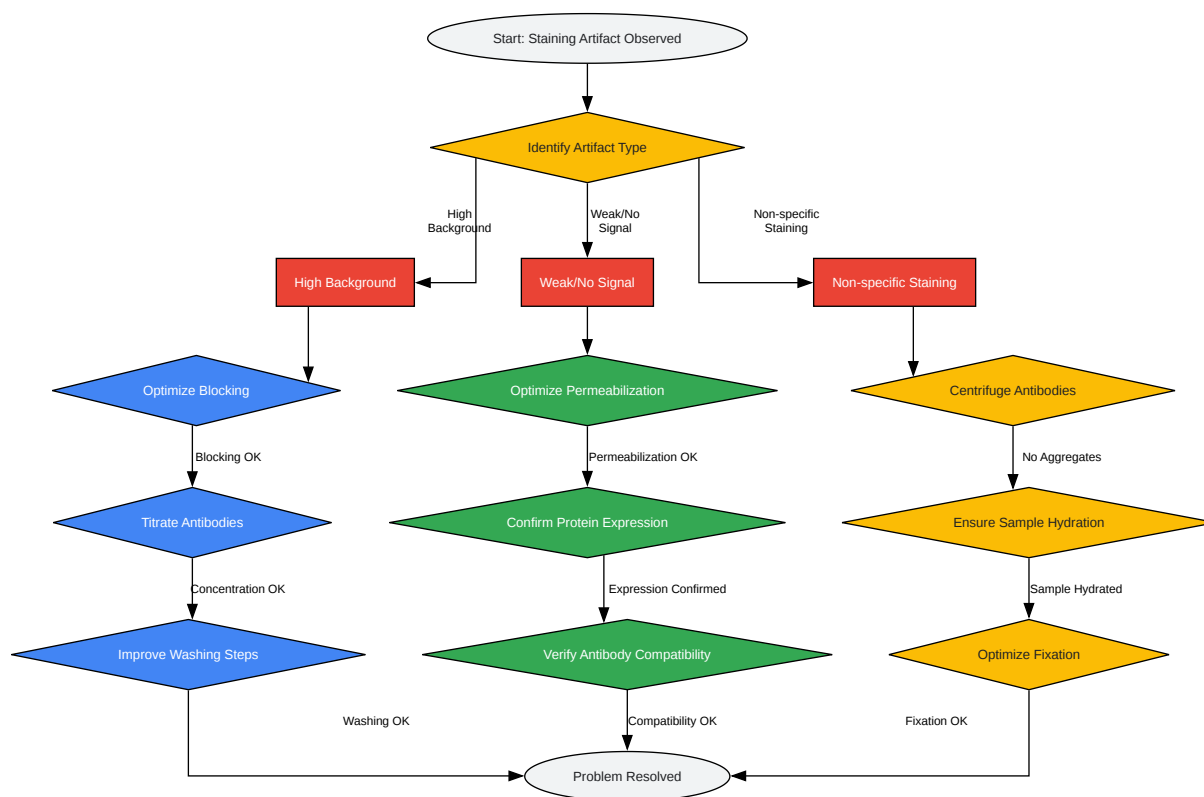 Start: Staining Artifact Observed
Identify Artifact Type
High
Background
Weak/No
Signal
Non-specific
Staining
High Background
Weak/No Signal
Non-specific Staining
Optimize Blocking
Optimize Permeabilization
Centrifuge Antibodies
Blocking OK
Permeabilization OK
No Aggregates
Titrate Antibodies
Confirm Protein Expression
Ensure Sample Hydration
Concentration OK
Expression Confirmed
Sample Hydrated
Improve Washing Steps
Verify Antibody Compatibility
Optimize Fixation
Washing OK
Compatibility OK
Fixation OK
Problem Resolved